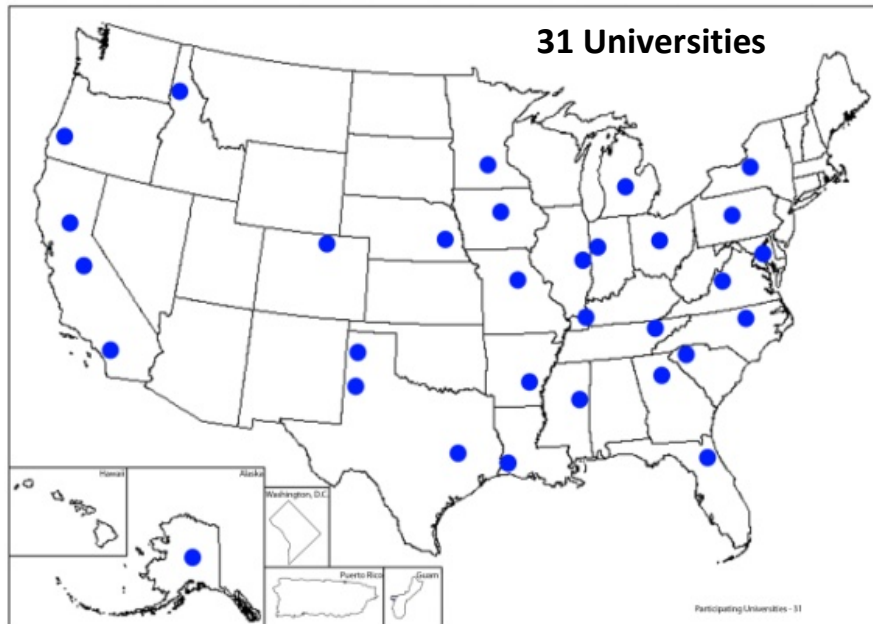 31 Universities
Hawaii
Alaska
Washington, D.C.
Puerto Rico
Guam
Participating Universities - 31